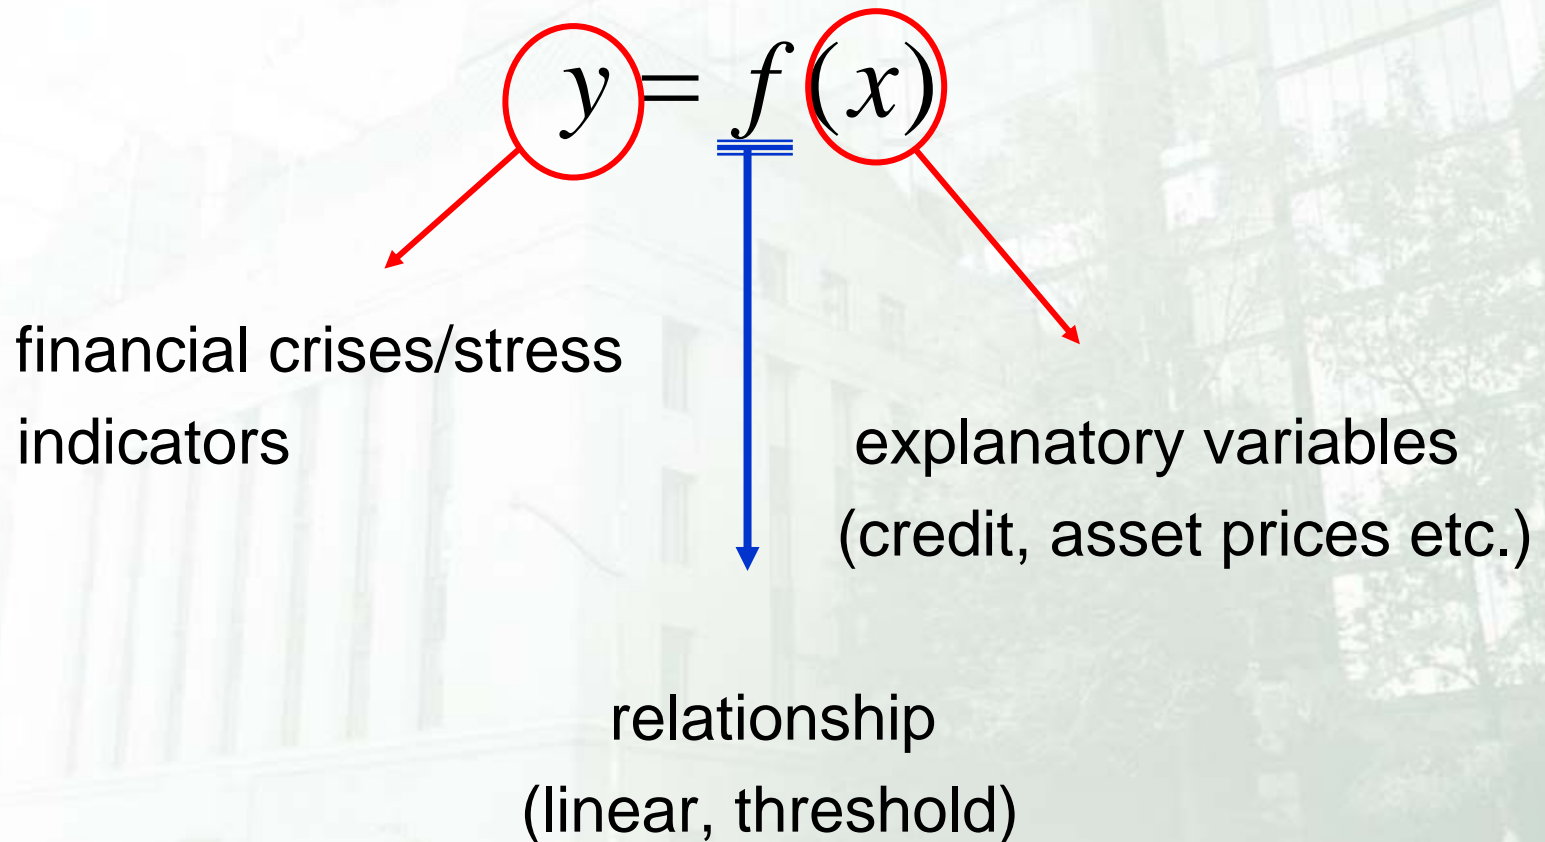 y = f(x)
financial crises/stress
indicators
explanatory variables
(credit, asset prices etc.)
relationship
(linear, threshold)